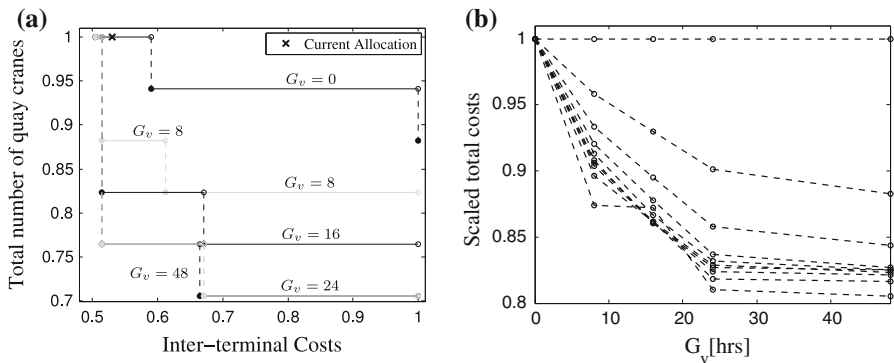 (a)
Total number of quay cranes
1
0.95
0.9
0.85
0.8
0.75
0.7
× Current Allocation
G_v = 0
G_v = 8
G_v = 8
G_v = 16
G_v = 48
G_v = 24
0.5 0.6 0.7 0.8 0.9 1
Inter−terminal Costs
(b)
Scaled total costs
1
0.95
0.9
0.85
0.8
0 10 20 30 40
G_v[hrs]